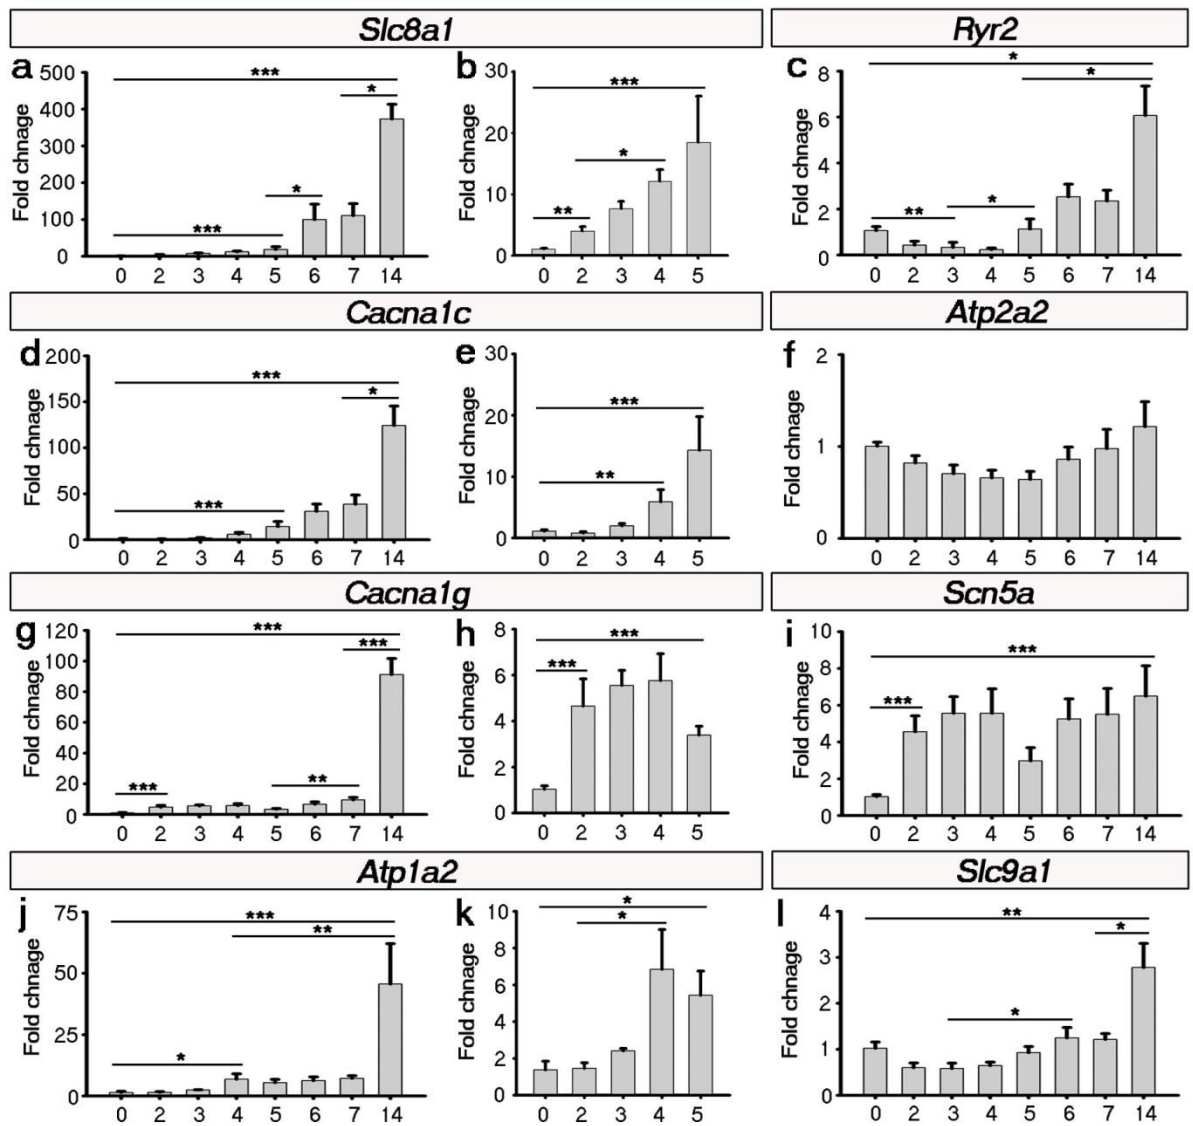 Slc8a1
Ryr2
a
Fold chnage
500
400
300
200
100
0
***
*
*
***
0 2 3 4 5 6 7 14
b
Fold chnage
30
20
10
0
***
*
**
0 2 3 4 5
c
Fold chnage
8
6
4
2
0
*
*
**
*
0 2 3 4 5 6 7 14
Cacna1c
Atp2a2
d
Fold chnage
200
150
100
50
0
***
*
***
0 2 3 4 5 6 7 14
e
Fold chnage
30
20
10
0
***
**
0 2 3 4 5
f
Fold chnage
2
1
0
0 2 3 4 5 6 7 14
Cacna1g
Scn5a
g
Fold chnage
120
100
80
60
40
20
0
***
***
***
**
0 2 3 4 5 6 7 14
h
Fold chnage
8
6
4
2
0
***
***
0 2 3 4 5
i
Fold chnage
10
8
6
4
2
0
***
***
0 2 3 4 5 6 7 14
Atp1a2
Slc9a1
j
Fold chnage
75
50
25
0
***
**
*
0 2 3 4 5 6 7 14
k
Fold chnage
10
8
6
4
2
0
*
*
0 2 3 4 5
l
Fold chnage
4
3
2
1
0
**
*
*
0 2 3 4 5 6 7 14